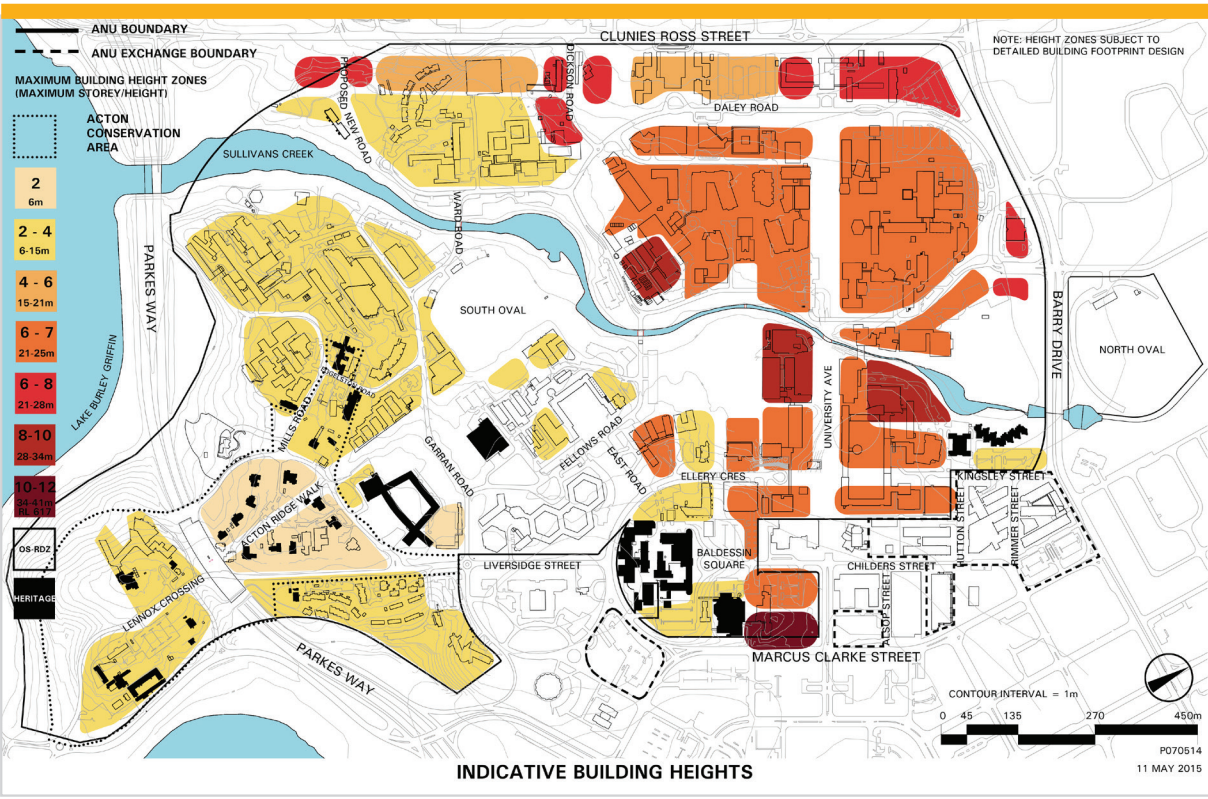 ANU BOUNDARY
ANU EXCHANGE BOUNDARY
MAXIMUM BUILDING HEIGHT ZONES
(MAXIMUM STOREY/HEIGHT)
ACTON
CONSERVATION
AREA
2
6m
2 - 4
6-15m
4 - 6
15-21m
6 - 7
21-25m
6 - 8
21-28m
8-10
28-34m
10-12
34-41m
RL 617
OS-RDZ
HERITAGE
CLUNIES ROSS STREET
NOTE: HEIGHT ZONES SUBJECT TO
DETAILED BUILDING FOOTPRINT DESIGN
PROPOSED NEW ROAD
DICKSON ROAD
DALEY ROAD
SULLIVANS CREEK
WARD ROAD
PARKES WAY
LAKE BURLEY GRIFFIN
SOUTH OVAL
BARRY DRIVE
NORTH OVAL
UNIVERSITY AVE
MILLS ROAD
GARRAN ROAD
FELLOWS ROAD
EAST ROAD
ELLERY CRES
KINGSLEY STREET
HUTTON STREET
RIMMER STREET
ACTON RIDGE WALK
LENNOX CROSSING
LIVERSIDGE STREET
BALDESSIN
SQUARE
CHILDERS STREET
ALSOP STREET
MARCUS CLARKE STREET
PARKES WAY
CONTOUR INTERVAL = 1m
0 45 135 270 450m
P070514
11 MAY 2015
INDICATIVE BUILDING HEIGHTS